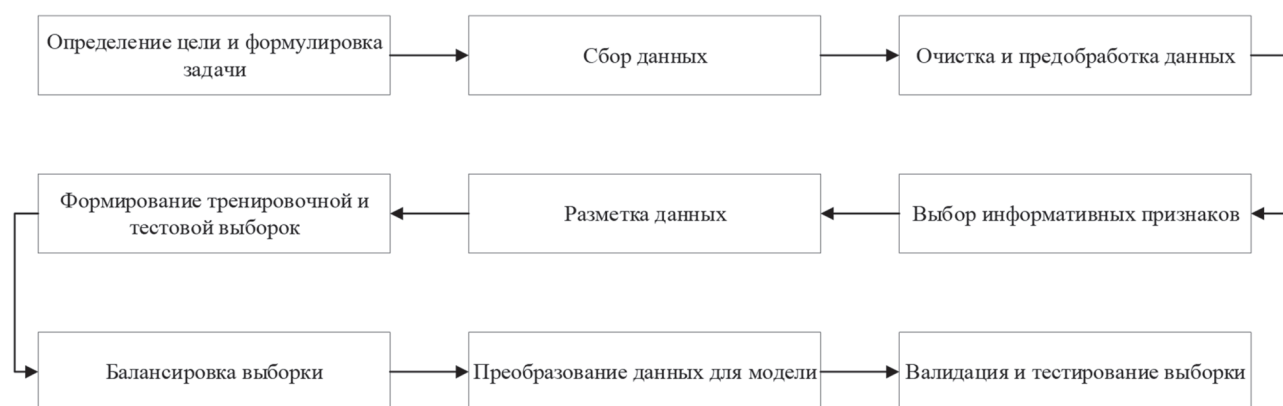 Определение цели и формулировка
задачи
Сбор данных
Очистка и предобработка данных
Выбор информативных признаков
Разметка данных
Формирование тренировочной и
тестовой выборок
Балансировка выборки
Преобразование данных для модели
Валидация и тестирование выборки